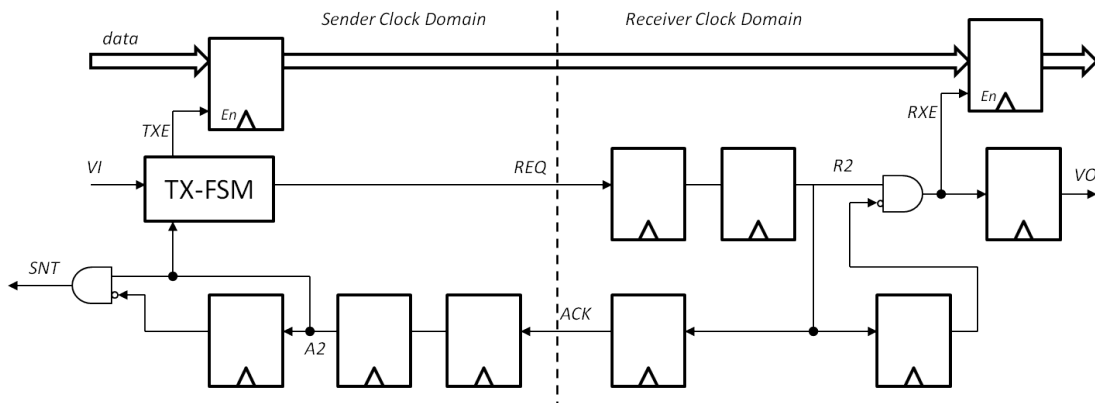 Sender Clock Domain
Receiver Clock Domain
data
En
TXE
En
RXE
VI
TX-FSM
REQ
R2
VO
SNT
A2
ACK